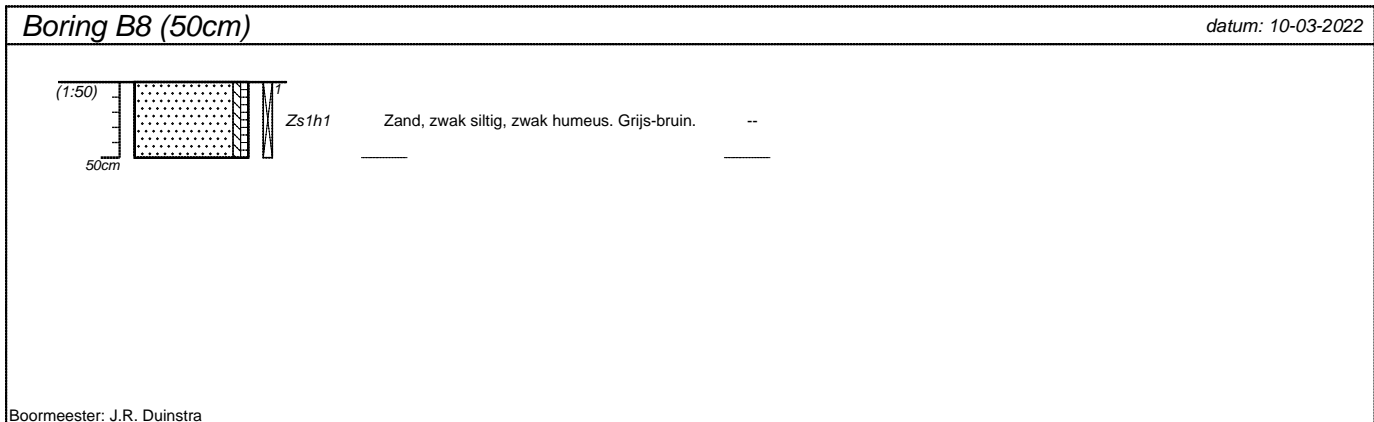 Boring B8 (50cm)
datum: 10-03-2022
(1:50)
1
Zs1h1
Zand, zwak siltig, zwak humeus. Grijs-bruin.
--
50cm
Boormeester: J.R. Duinstra